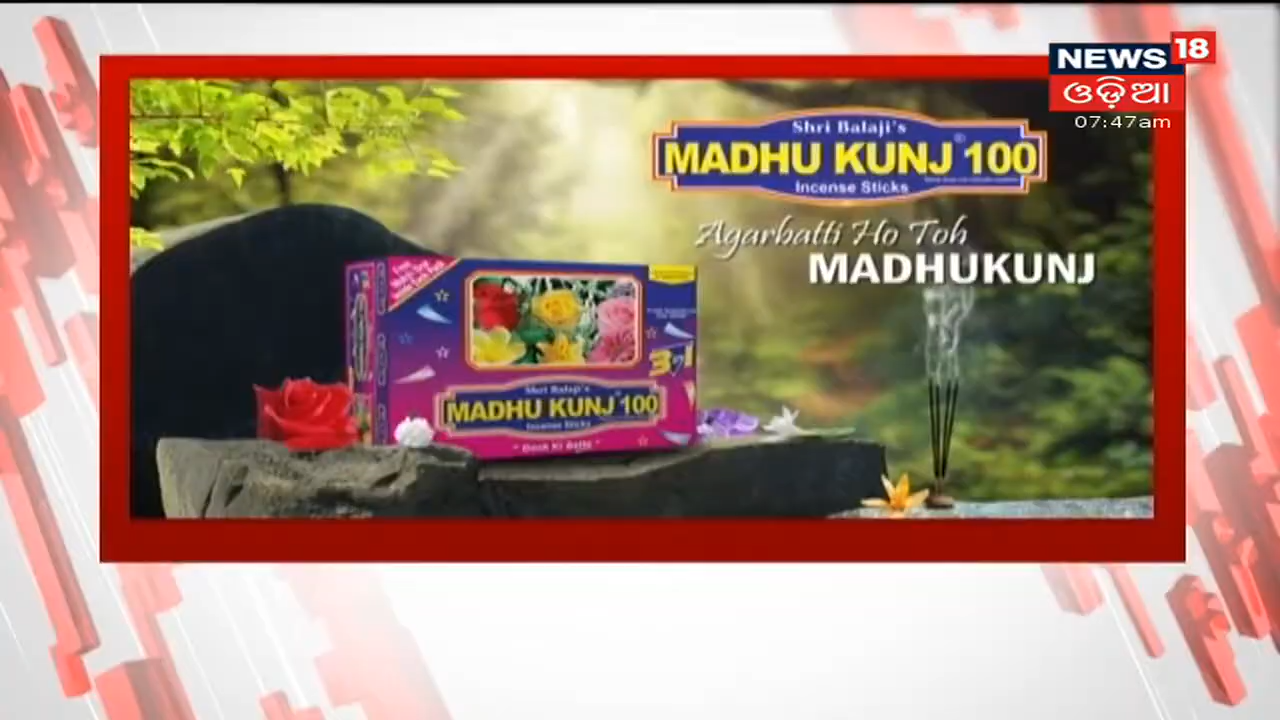 NEWS 18
ଓଡ଼ିଆ
07:47am
Shri Balaji's
MADHU KUNJ® 100
Incense Sticks
Agarbatti Ho Toh
MADHUKUNJ
3 in 1
Shri Balaji's
MADHU KUNJ 100
Incense Sticks